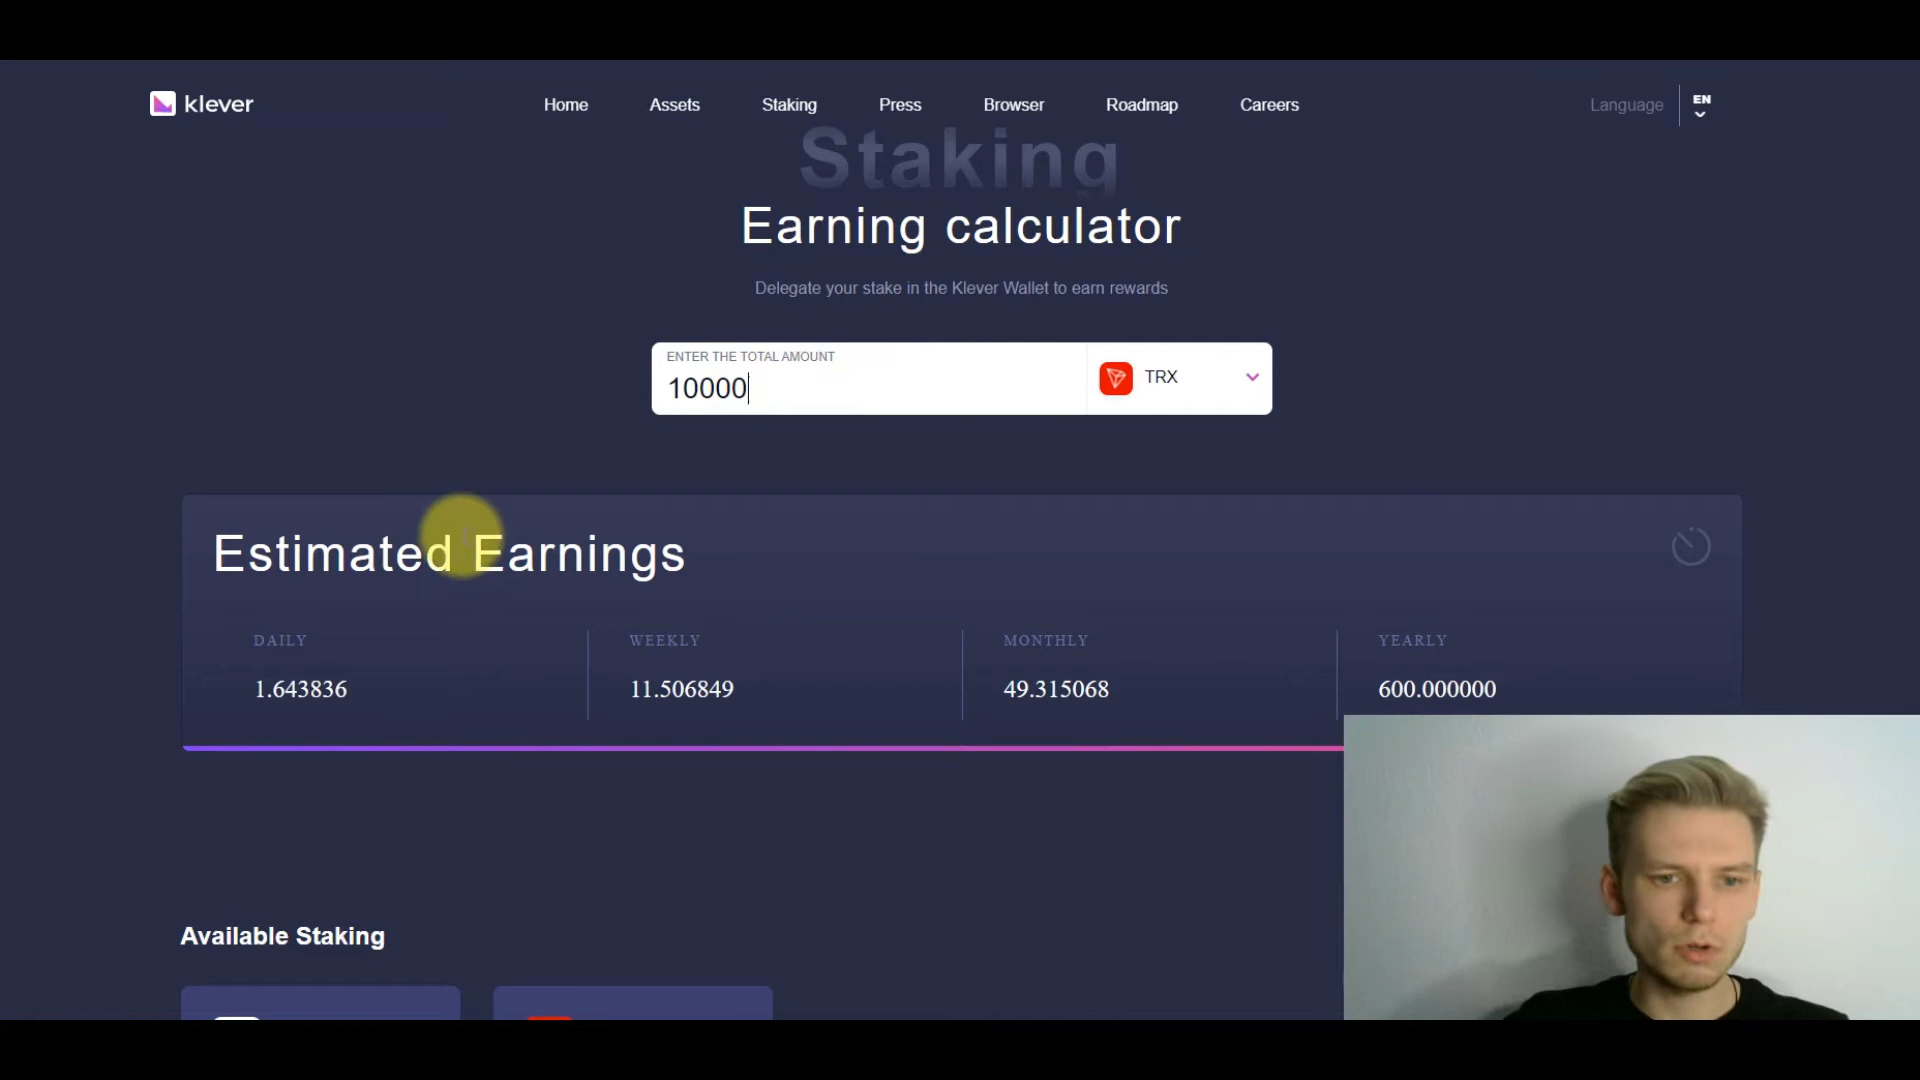 klever
Home
Assets
Staking
Press
Browser
Roadmap
Careers
Language
EN
Staking
Earning calculator
Delegate your stake in the Klever Wallet to earn rewards
ENTER THE TOTAL AMOUNT
10000
TRX
Estimated Earnings
DAILY
WEEKLY
MONTHLY
YEARLY
1.643836
11.506849
49.315068
600.000000
Available Staking